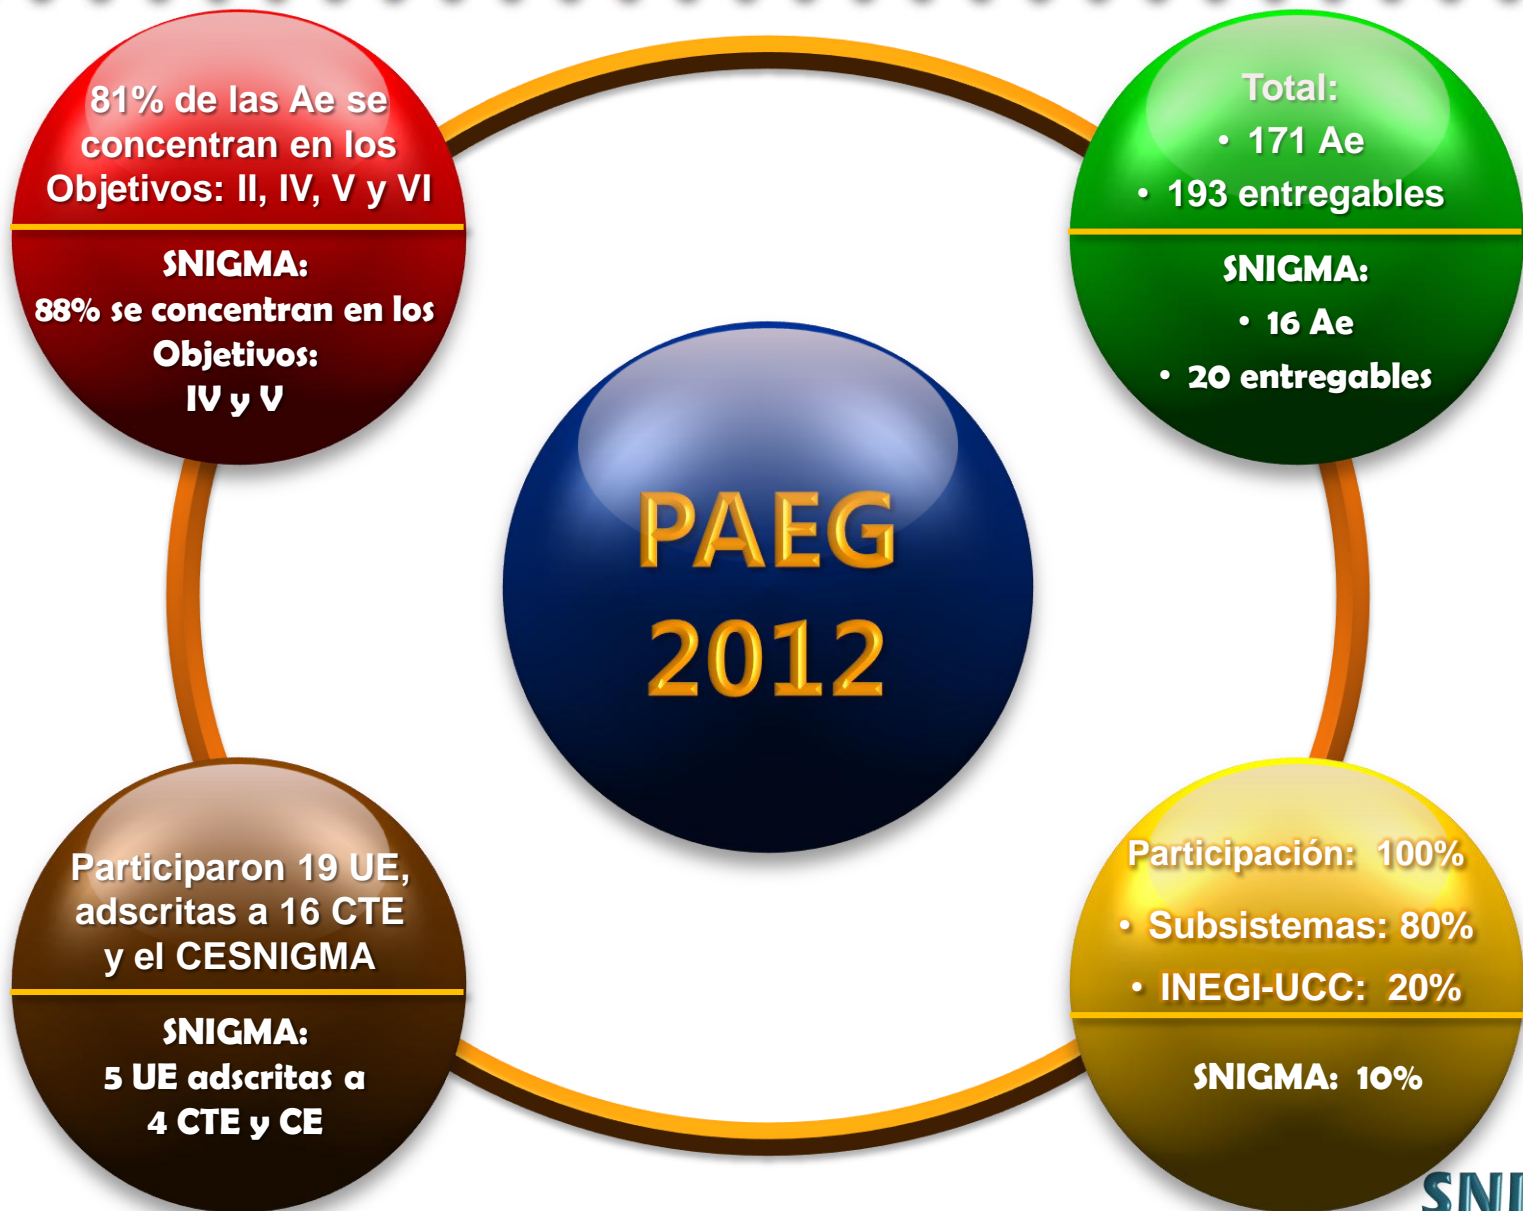 81% de las Ae se
concentran en los
Objetivos: II, IV, V y VI
SNIGMA:
88% se concentran en los
Objetivos:
IV y V
Total:
• 171 Ae
• 193 entregables
SNIGMA:
• 16 Ae
• 20 entregables
PAEG
2012
Participaron 19 UE,
adscritas a 16 CTE
y el CESNIGMA
SNIGMA:
5 UE adscritas a
4 CTE y CE
Participación: 100%
• Subsistemas: 80%
• INEGI-UCC: 20%
SNIGMA: 10%